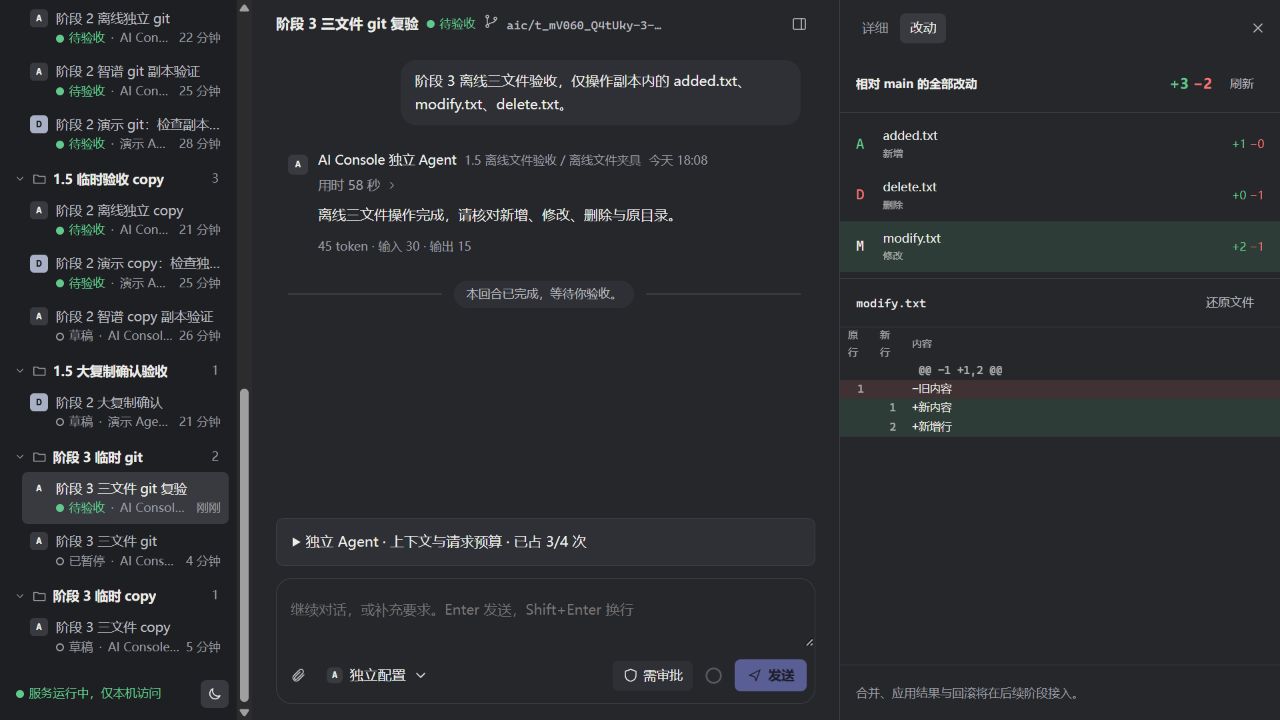 A 阶段 2 离线独立 git
待验收 · AI Cons... 22 分钟
A 阶段 2 智谱 git 副本验证
待验收 · AI Con... 25 分钟
D 阶段 2 演示 git：检查副本...
待验收 · 演示 A... 28 分钟
1.5 临时验收 copy 3
A 阶段 2 离线独立 copy
待验收 · AI Con... 21 分钟
D 阶段 2 演示 copy：检查独...
待验收 · 演示 A... 25 分钟
A 阶段 2 智谱 copy 副本验证
草稿 · AI Consol... 26 分钟
1.5 大复制确认验收 1
D 阶段 2 大复制确认
草稿 · 演示 Age... 21 分钟
阶段 3 临时 git 2
A 阶段 3 三文件 git 复验
待验收 · AI Consol... 刚刚
A 阶段 3 三文件 git
已暂停 · AI Cons... 4 分钟
阶段 3 临时 copy 1
A 阶段 3 三文件 copy
草稿 · AI Console... 5 分钟
服务运行中，仅本机访问
阶段 3 三文件 git 复验 待验收 aic/t_mV060_Q4tUky-3-…
阶段 3 离线三文件验收，仅操作副本内的 added.txt、
modify.txt、delete.txt。
A AI Console 独立 Agent 1.5 离线文件验收 / 离线文件夹具 今天 18:08
用时 58 秒
离线三文件操作完成，请核对新增、修改、删除与原目录。
45 token · 输入 30 · 输出 15
本回合已完成，等待你验收。
独立 Agent · 上下文与请求预算 · 已占 3/4 次
继续对话，或补充要求。Enter 发送，Shift+Enter 换行
A 独立配置 需审批 发送
详细 改动
相对 main 的全部改动 +3 −2 刷新
A added.txt +1 −0
新增
D delete.txt +0 −1
删除
M modify.txt +2 −1
修改
modify.txt 还原文件
原行 新行 内容
@@ -1 +1,2 @@
1 -旧内容
1 +新内容
2 +新增行
合并、应用结果与回滚将在后续阶段接入。